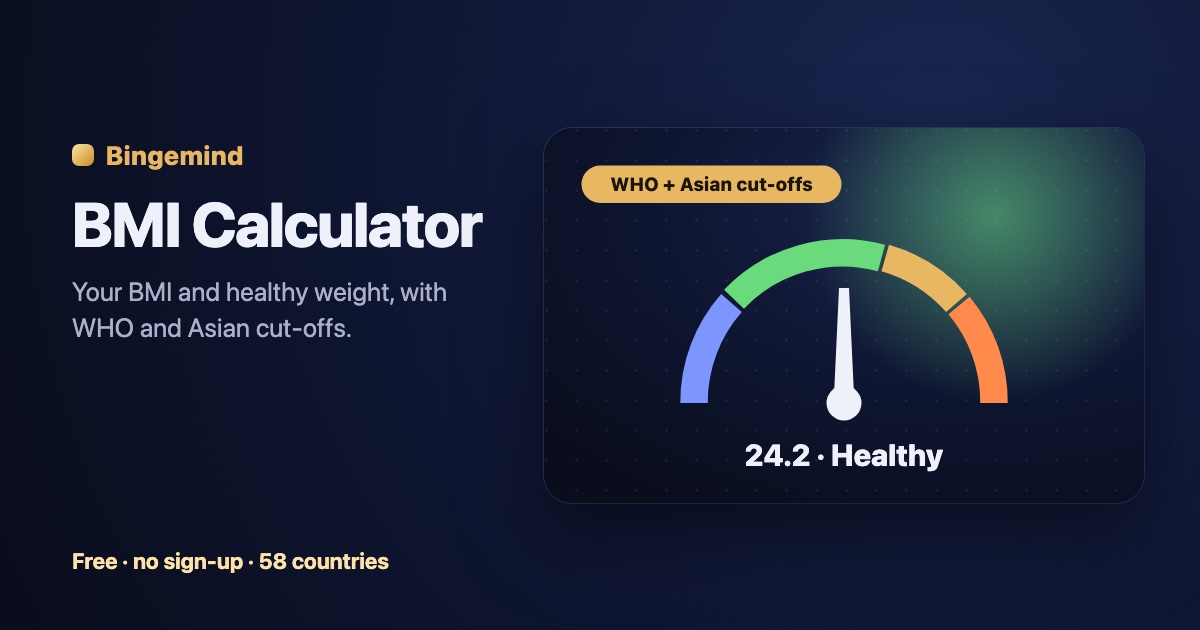 Bingemind
BMI Calculator
Your BMI and healthy weight, with
WHO and Asian cut-offs.
WHO + Asian cut-offs
24.2 · Healthy
Free · no sign-up · 58 countries